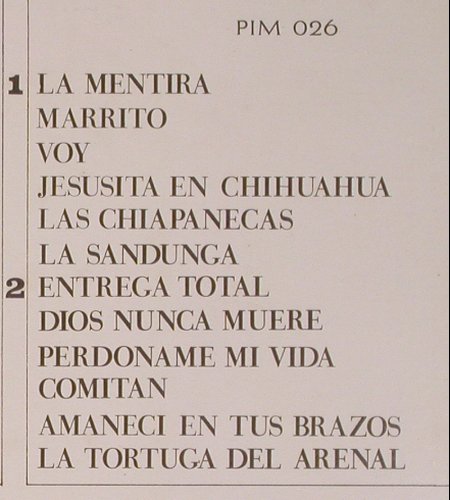 PIM 026
1 LA MENTIRA
MARRITO
VOY
JESUSITA EN CHIHUAHUA
LAS CHIAPANECAS
LA SANDUNGA
2 ENTREGA TOTAL
DIOS NUNCA MUERE
PERDONAME MI VIDA
COMITAN
AMANECI EN TUS BRAZOS
LA TORTUGA DEL ARENAL